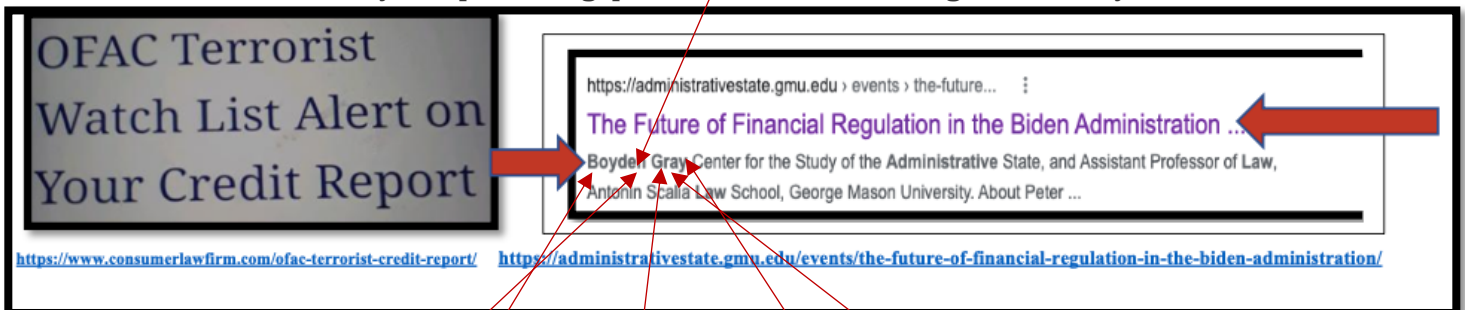 OFAC Terrorist
Watch List Alert on
Your Credit Report
https://administrativestate.gmu.edu › events › the-future...
The Future of Financial Regulation in the Biden Administration ...
Boyden Gray Center for the Study of the Administrative State, and Assistant Professor of Law,
Antonin Scalia Law School, George Mason University. About Peter ...
https://www.consumerlawfirm.com/ofac-terrorist-credit-report/
https://administrativestate.gmu.edu/events/the-future-of-financial-regulation-in-the-biden-administration/